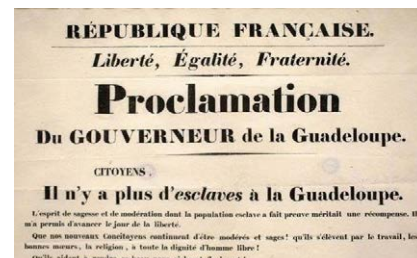 RÉPUBLIQUE FRANÇAISE.
Liberté, Égalité, Fraternité.
Proclamation
Du GOUVERNEUR de la Guadeloupe.
CITOYENS,
Il n'y a plus d'esclaves à la Guadeloupe.
L'esprit de sagesse et de modération dont la population esclave a fait preuve méritait une récompense. Il
m'a permis d'avancer le jour de la liberté.
Que nos nouveaux Concitoyens continuent d'être modérés et sages! qu'ils s'élèvent par le travail, les
bonnes mœurs, la religion, à toute la dignité d'homme libre!